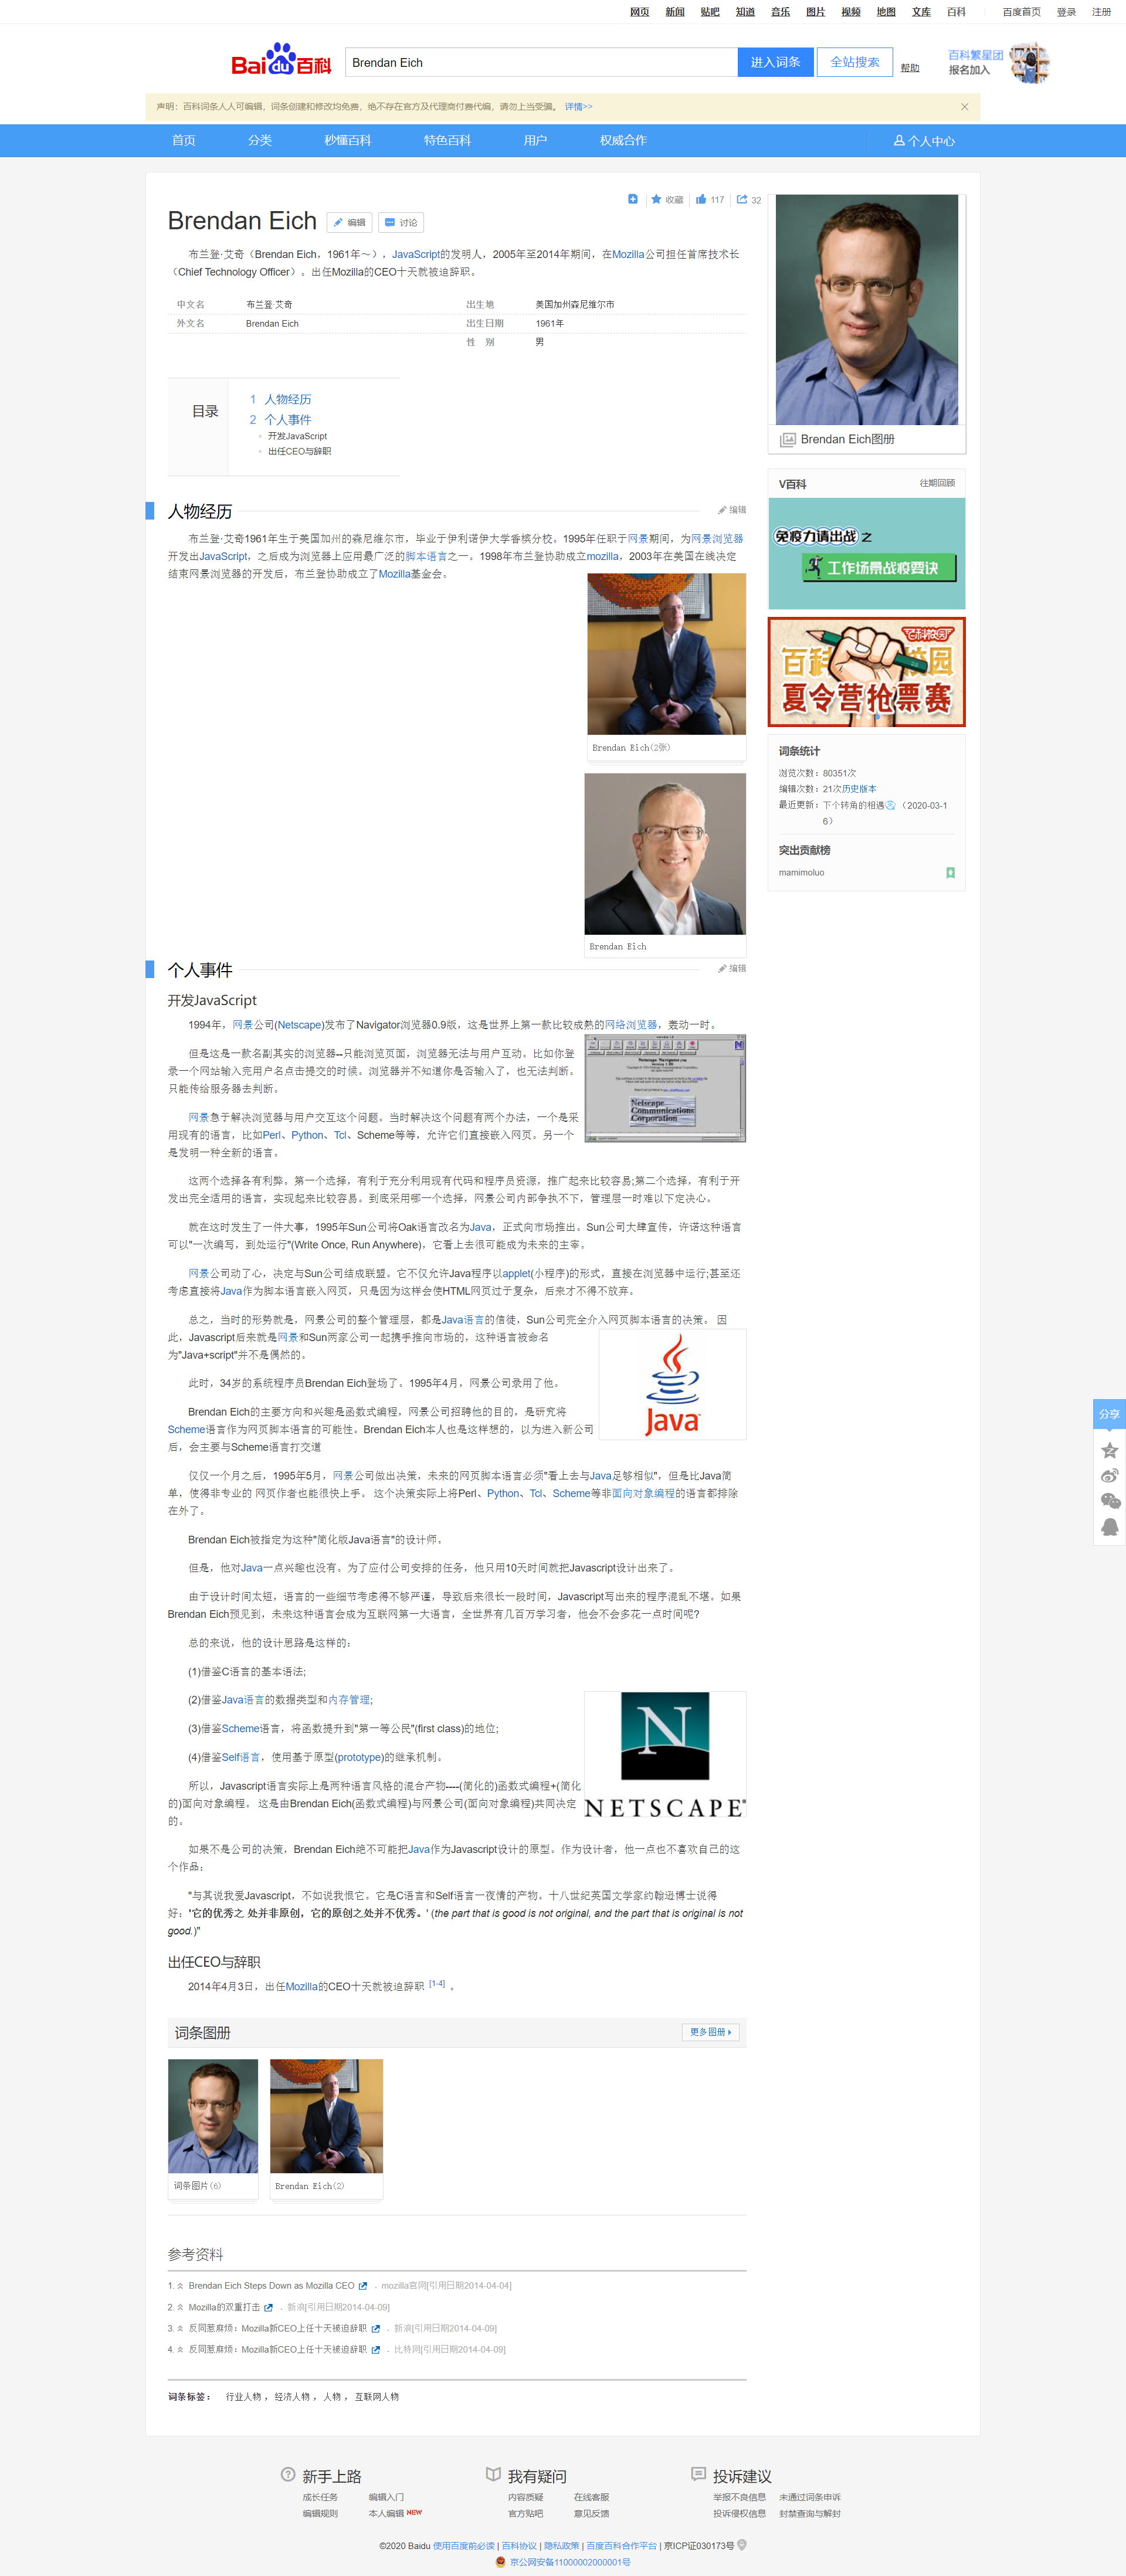 网页 新闻 贴吧 知道 音乐 图片 视频 地图 文库 百科 百度首页 登录 注册
Baidu百科 Brendan Eich 进入词条 全站搜索 帮助 百科繁星团 报名加入
声明：百科词条人人可编辑，词条创建和修改均免费，绝不存在官方及代理商付费代编，请勿上当受骗。 详情>>
首页 分类 秒懂百科 特色百科 用户 权威合作 个人中心
收藏 117 32
Brendan Eich 编辑 讨论
布兰登·艾奇（Brendan Eich，1961年～），JavaScript的发明人，2005年至2014年期间，在Mozilla公司担任首席技术长
（Chief Technology Officer）。出任Mozilla的CEO十天就被迫辞职。
中文名 布兰登·艾奇 出生地 美国加州森尼维尔市
外文名 Brendan Eich 出生日期 1961年
性 别 男
Brendan Eich图册
目录
1 人物经历
2 个人事件
开发JavaScript
出任CEO与辞职
V百科 往期回顾
免疫力请出战 之
工作场景战疫要诀
百科校园
百科校园
夏令营抢票赛
词条统计
浏览次数：80351次
编辑次数：21次历史版本
最近更新：下个转角的相遇（2020-03-1
6）
突出贡献榜
mamimoluo
人物经历 编辑
布兰登·艾奇1961年生于美国加州的森尼维尔市，毕业于伊利诺伊大学香槟分校。1995年任职于网景期间，为网景浏览器
开发出JavaScript，之后成为浏览器上应用最广泛的脚本语言之一。1998年布兰登协助成立mozilla，2003年在美国在线决定
结束网景浏览器的开发后，布兰登协助成立了Mozilla基金会。
Brendan Eich(2张)
Brendan Eich
个人事件 编辑
开发JavaScript
1994年，网景公司(Netscape)发布了Navigator浏览器0.9版，这是世界上第一款比较成熟的网络浏览器，轰动一时。
但是这是一款名副其实的浏览器--只能浏览页面，浏览器无法与用户互动。比如你登
录一个网站输入完用户名点击提交的时候。浏览器并不知道你是否输入了，也无法判断。
只能传给服务器去判断。
Netscape
Communications
Corporation
网景急于解决浏览器与用户交互这个问题。当时解决这个问题有两个办法，一个是采
用现有的语言，比如Perl、Python、Tcl、Scheme等等，允许它们直接嵌入网页。另一个
是发明一种全新的语言。
这两个选择各有利弊。第一个选择，有利于充分利用现有代码和程序员资源，推广起来比较容易;第二个选择，有利于开
发出完全适用的语言，实现起来比较容易。到底采用哪一个选择，网景公司内部争执不下，管理层一时难以下定决心。
就在这时发生了一件大事，1995年Sun公司将Oak语言改名为Java，正式向市场推出。Sun公司大肆宣传，许诺这种语言
可以"一次编写，到处运行"(Write Once, Run Anywhere)，它看上去很可能成为未来的主宰。
网景公司动了心，决定与Sun公司结成联盟。它不仅允许Java程序以applet(小程序)的形式，直接在浏览器中运行;甚至还
考虑直接将Java作为脚本语言嵌入网页，只是因为这样会使HTML网页过于复杂，后来才不得不放弃。
总之，当时的形势就是，网景公司的整个管理层，都是Java语言的信徒，Sun公司完全介入网页脚本语言的决策。 因
此，Javascript后来就是网景和Sun两家公司一起携手推向市场的，这种语言被命名
为"Java+script"并不是偶然的。
Java
此时，34岁的系统程序员Brendan Eich登场了。1995年4月，网景公司录用了他。
Brendan Eich的主要方向和兴趣是函数式编程，网景公司招聘他的目的，是研究将
Scheme语言作为网页脚本语言的可能性。Brendan Eich本人也是这样想的，以为进入新公司
后，会主要与Scheme语言打交道
仅仅一个月之后，1995年5月，网景公司做出决策，未来的网页脚本语言必须"看上去与Java足够相似"，但是比Java简
单，使得非专业的 网页作者也能很快上手。 这个决策实际上将Perl、Python、Tcl、Scheme等非面向对象编程的语言都排除
在外了。
Brendan Eich被指定为这种"简化版Java语言"的设计师。
但是，他对Java一点兴趣也没有。为了应付公司安排的任务，他只用10天时间就把Javascript设计出来了。
由于设计时间太短，语言的一些细节考虑得不够严谨，导致后来很长一段时间，Javascript写出来的程序混乱不堪。如果
Brendan Eich预见到，未来这种语言会成为互联网第一大语言，全世界有几百万学习者，他会不会多花一点时间呢?
总的来说，他的设计思路是这样的:
(1)借鉴C语言的基本语法;
(2)借鉴Java语言的数据类型和内存管理;
(3)借鉴Scheme语言，将函数提升到"第一等公民"(first class)的地位;
(4)借鉴Self语言，使用基于原型(prototype)的继承机制。
N
NETSCAPE®
所以，Javascript语言实际上是两种语言风格的混合产物----(简化的)函数式编程+(简化
的)面向对象编程。 这是由Brendan Eich(函数式编程)与网景公司(面向对象编程)共同决定
的。
如果不是公司的决策，Brendan Eich绝不可能把Java作为Javascript设计的原型。作为设计者，他一点也不喜欢自己的这
个作品:
"与其说我爱Javascript，不如说我恨它。它是C语言和Self语言一夜情的产物。十八世纪英国文学家约翰逊博士说得
好：'它的优秀之 处并非原创，它的原创之处并不优秀。' (the part that is good is not original, and the part that is original is not
good.)"
出任CEO与辞职
2014年4月3日，出任Mozilla的CEO十天就被迫辞职 [1-4] 。
词条图册 更多图册
词条图片(6) Brendan Eich(2)
参考资料
1. Brendan Eich Steps Down as Mozilla CEO ．mozilla官网[引用日期2014-04-04]
2. Mozilla的双重打击 ．新浪[引用日期2014-04-09]
3. 反同惹麻烦：Mozilla新CEO上任十天被迫辞职 ．新浪[引用日期2014-04-09]
4. 反同惹麻烦：Mozilla新CEO上任十天被迫辞职 ．比特网[引用日期2014-04-09]
词条标签： 行业人物 ， 经济人物 ， 人物 ， 互联网人物
分享
新手上路 我有疑问 投诉建议
成长任务 编辑入门 内容质疑 在线客服 举报不良信息 未通过词条申诉
编辑规则 本人编辑 NEW 官方贴吧 意见反馈 投诉侵权信息 封禁查询与解封
©2020 Baidu 使用百度前必读 | 百科协议 | 隐私政策 | 百度百科合作平台 | 京ICP证030173号
京公网安备11000002000001号